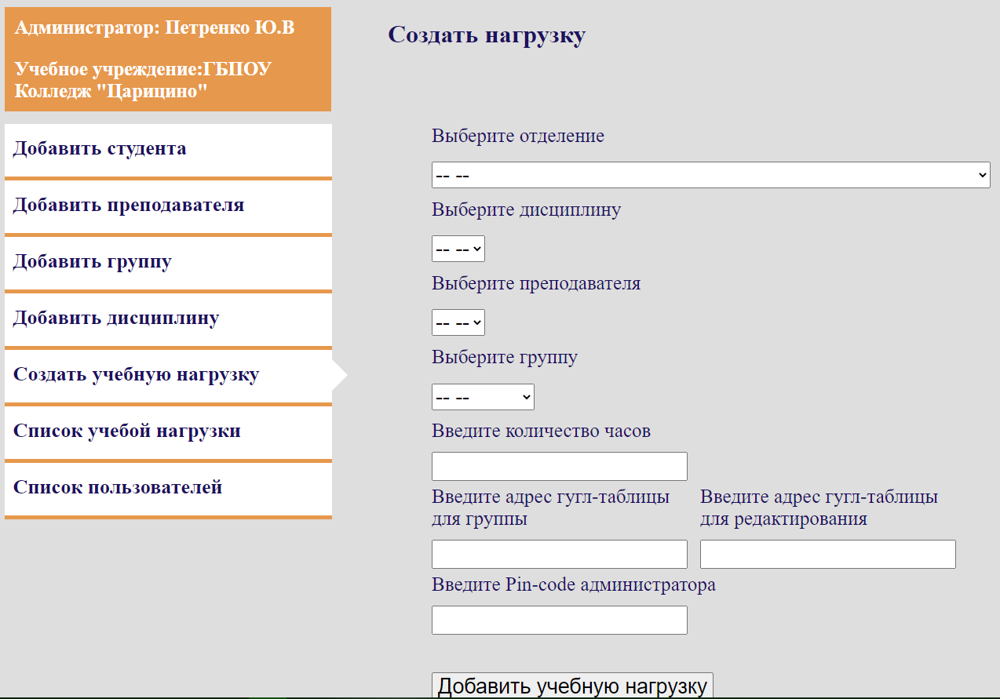 Администратор: Петренко Ю.В
Учебное учреждение:ГБПОУ
Колледж "Царицино"
Добавить студента
Добавить преподавателя
Добавить группу
Добавить дисциплину
Создать учебную нагрузку
Список учебой нагрузки
Список пользователей
Создать нагрузку
Выберите отделение
-- --
Выберите дисциплину
-- --
Выберите преподавателя
-- --
Выберите группу
-- --
Введите количество часов
Введите адрес гугл-таблицы
для группы
Введите адрес гугл-таблицы
для редактирования
Введите Pin-code администратора
Добавить учебную нагрузку